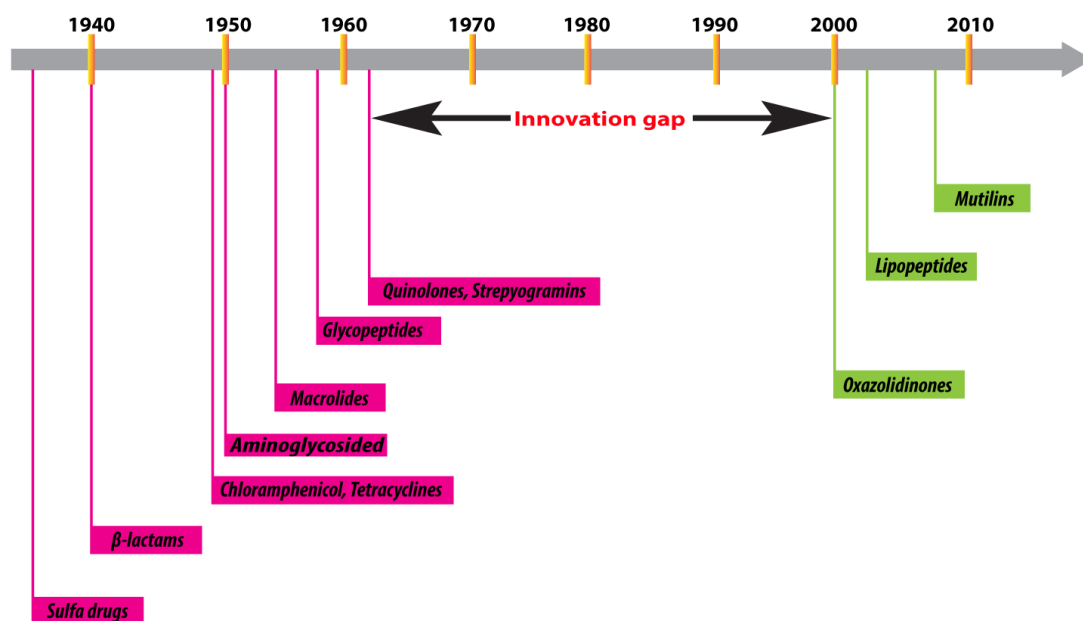 1940 1950 1960 1970 1980 1990 2000 2010
Innovation gap
Mutilins
Lipopeptides
Quinolones, Strepyogramins
Glycopeptides
Oxazolidinones
Macrolides
Aminoglycosided
Chloramphenicol, Tetracyclines
β-lactams
Sulfa drugs